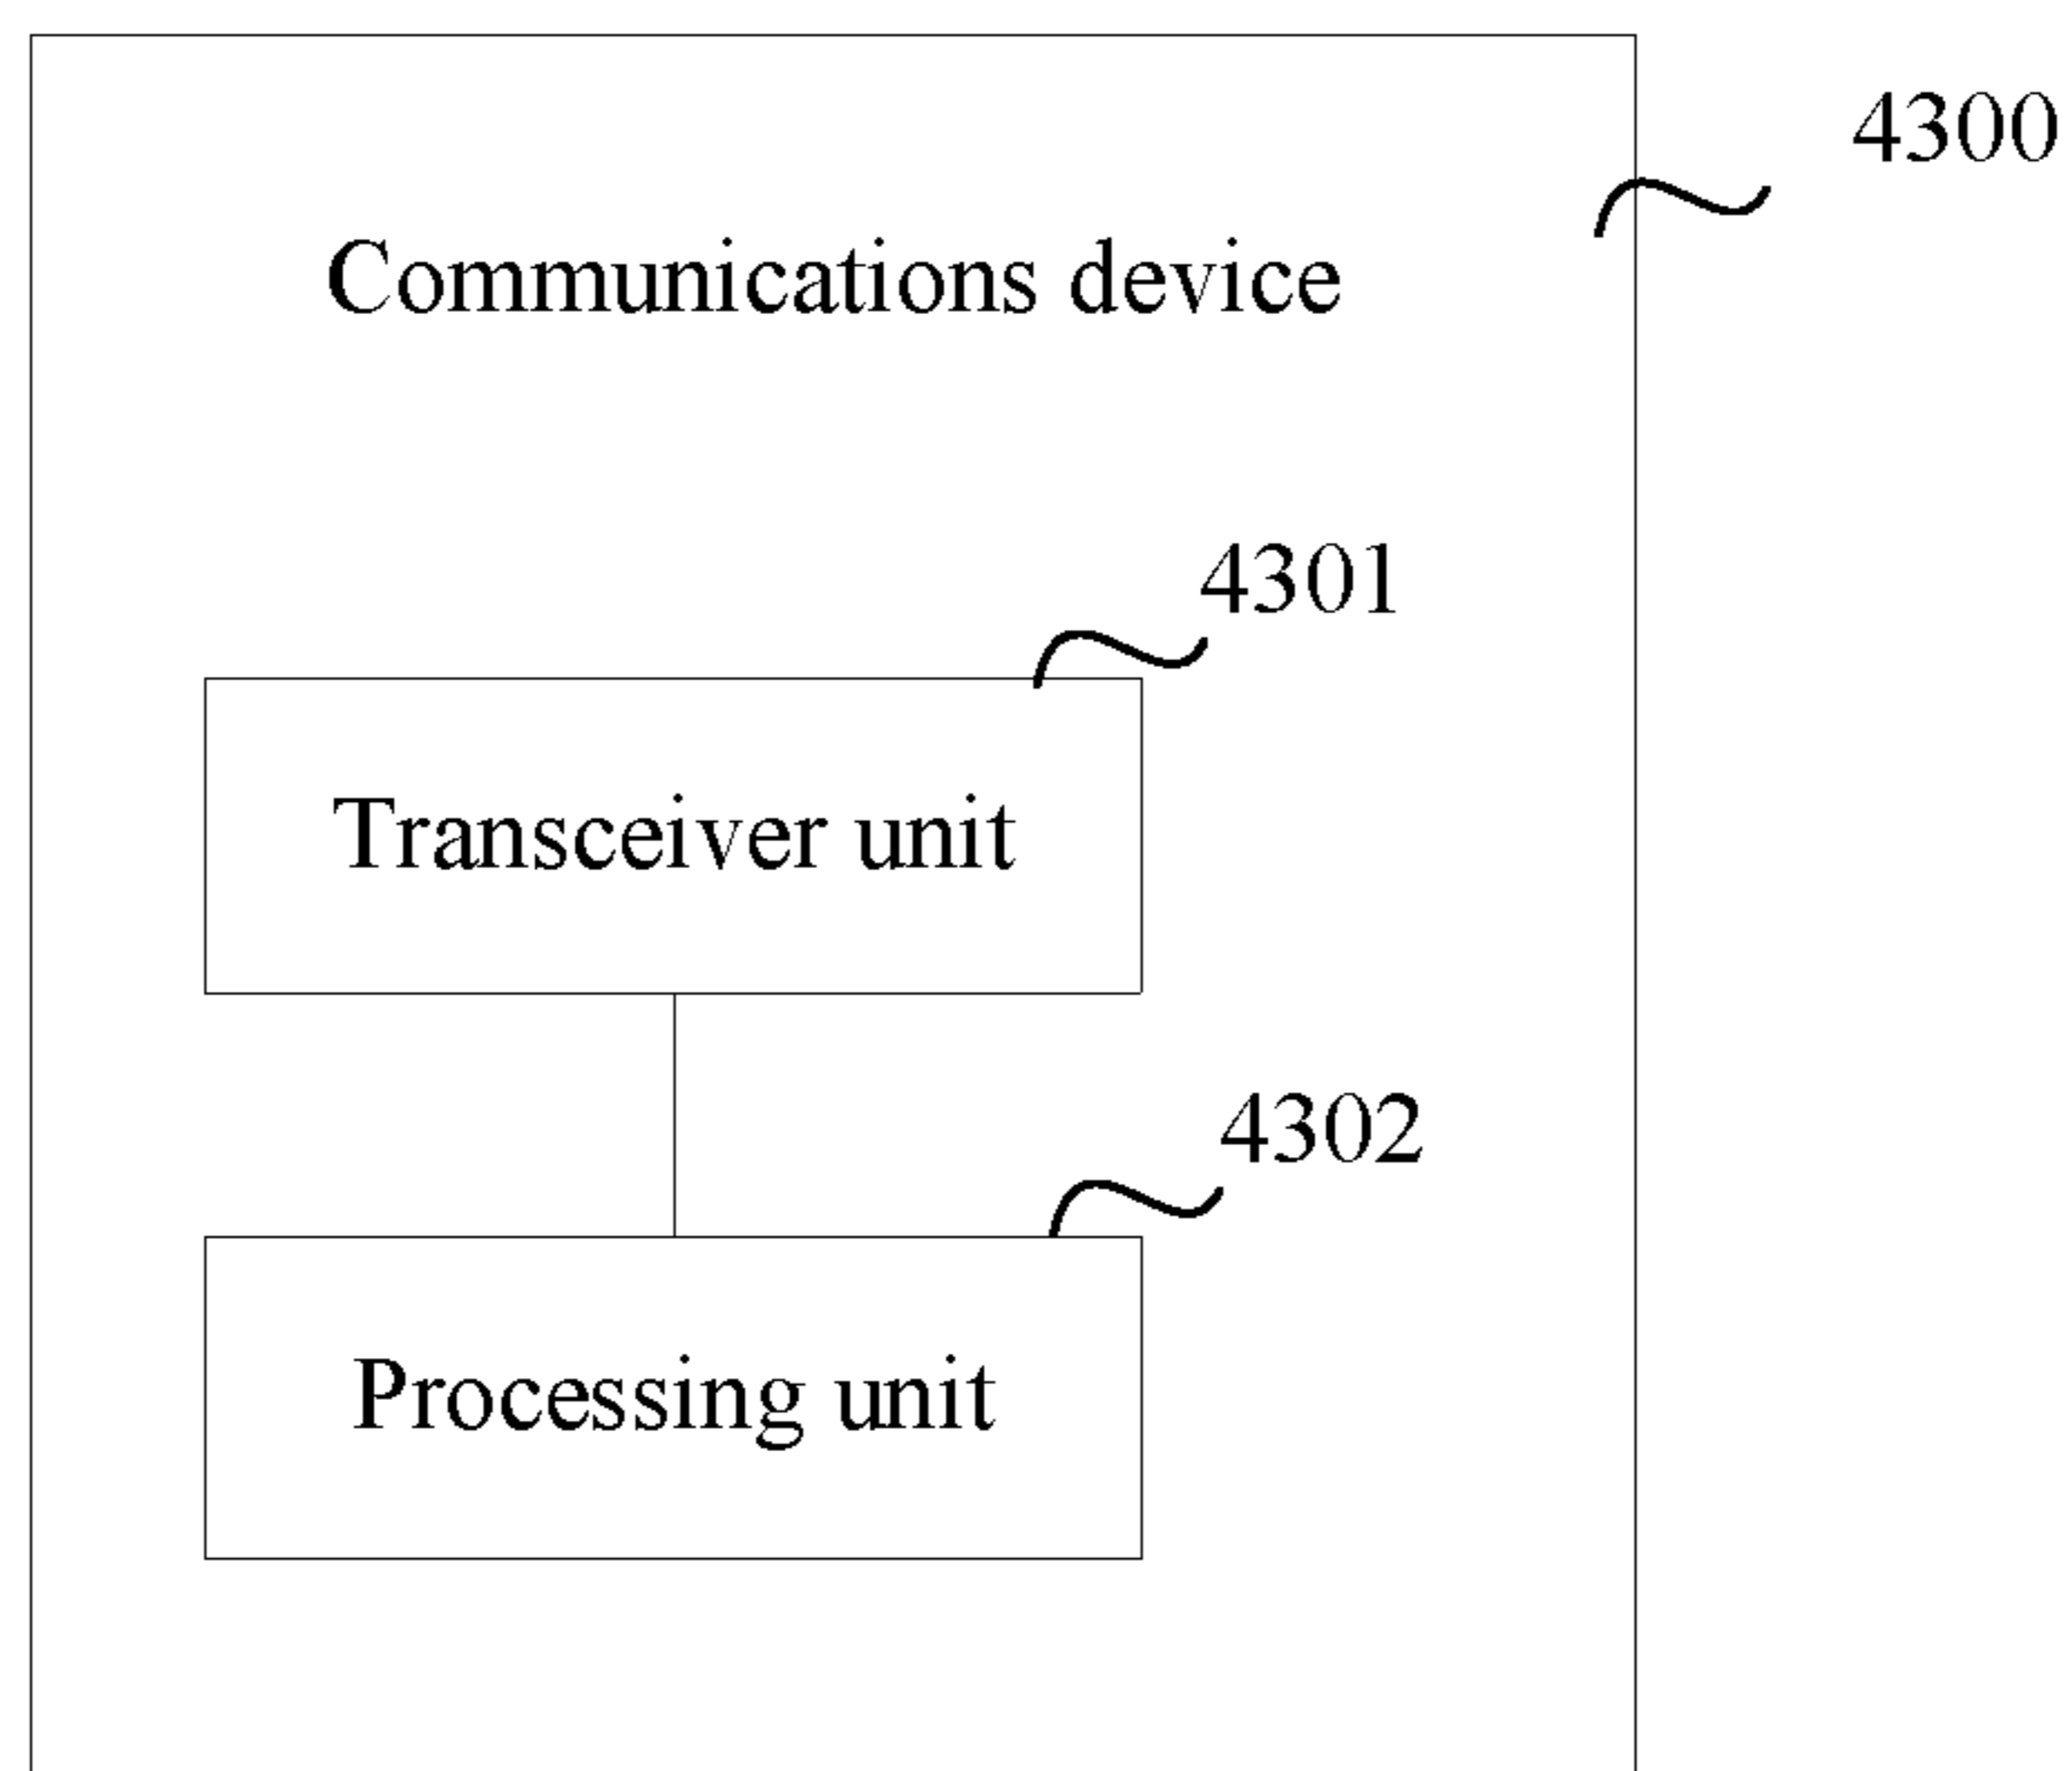 4300
Communications device
4301
Transceiver unit
4302
Processing unit